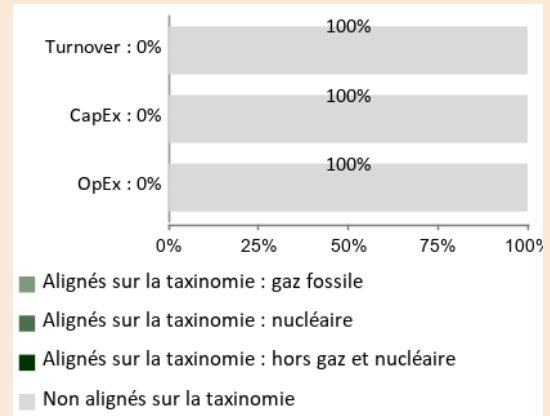 100%
Turnover : 0%
100%
CapEx : 0%
100%
OpEx : 0%
0% 25% 50% 75% 100%
Alignés sur la taxinomie : gaz fossile
Alignés sur la taxinomie : nucléaire
Alignés sur la taxinomie : hors gaz et nucléaire
Non alignés sur la taxinomie